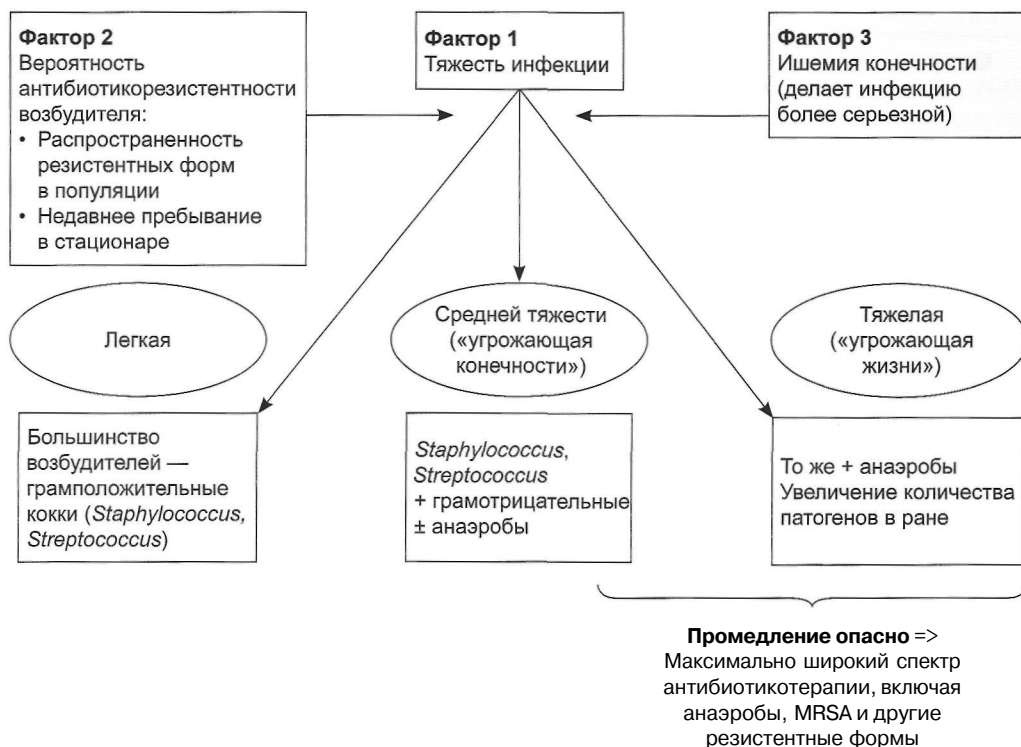 Фактор 2
Вероятность
антибиотикорезистентности
возбудителя:
• Распространенность
резистентных форм
в популяции
• Недавнее пребывание
в стационаре
Фактор 1
Тяжесть инфекции
Фактор 3
Ишемия конечности
(делает инфекцию
более серьезной)
Легкая
Средней тяжести
(«угрожающая
конечности»)
Тяжелая
(«угрожающая
жизни»)
Большинство
возбудителей —
грамположительные
кокки (Staphylococcus,
Streptococcus)
Staphylococcus,
Streptococcus
+ грамотрицательные
± анаэробы
То же + анаэробы
Увеличение количества
патогенов в ране
Промедление опасно =>
Максимально широкий спектр
антибиотикотерапии, включая
анаэробы, MRSA и другие
резистентные формы